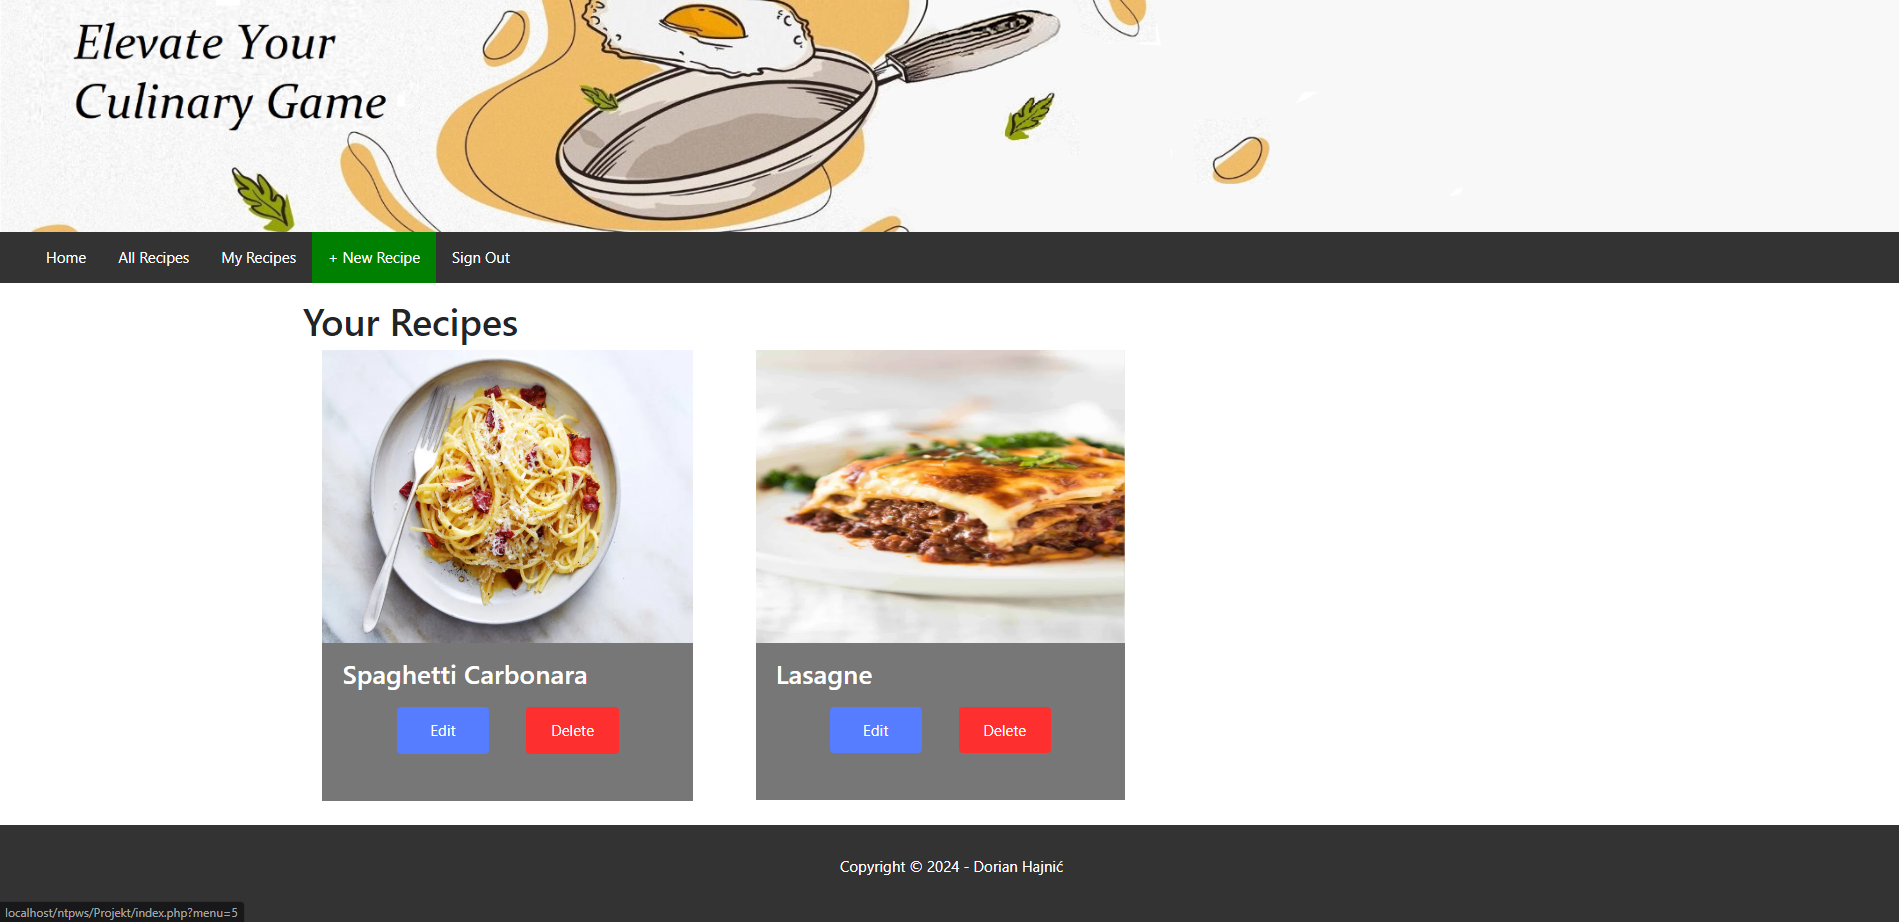 Elevate Your
Culinary Game
Home All Recipes My Recipes + New Recipe Sign Out
Your Recipes
Spaghetti Carbonara
Edit Delete
Lasagne
Edit Delete
Copyright © 2024 - Dorian Hajnić
localhost/ntpws/Projekt/index.php?menu=5